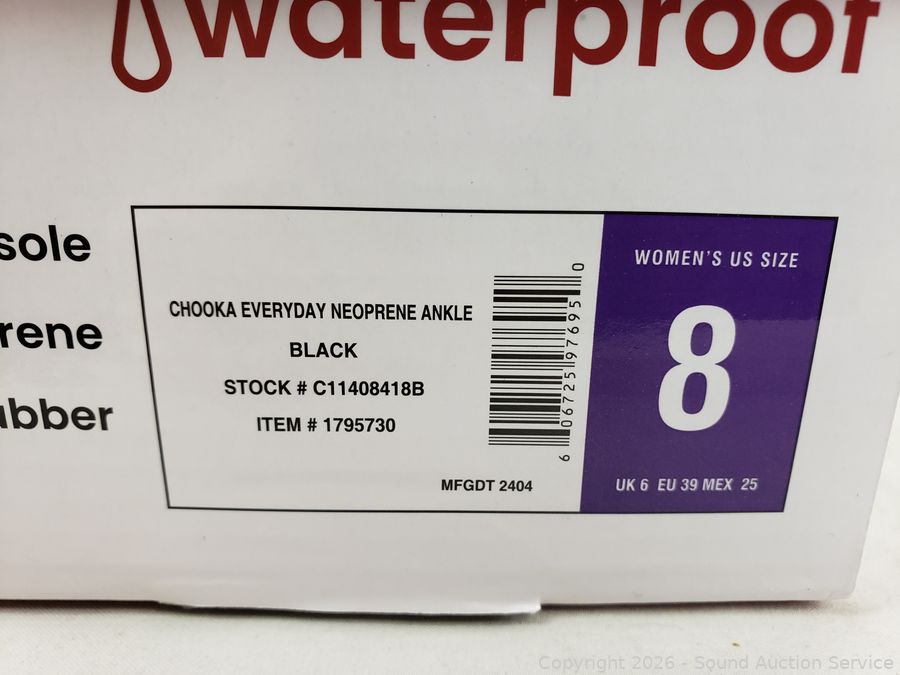 waterproof
sole
rene
ubber
CHOOKA EVERYDAY NEOPRENE ANKLE
BLACK
STOCK # C11408418B
ITEM # 1795730
MFGDT 2404
6 06725 97695 0
WOMEN'S US SIZE
8
UK 6 EU 39 MEX 25
Copyright 2026 - Sound Auction Service